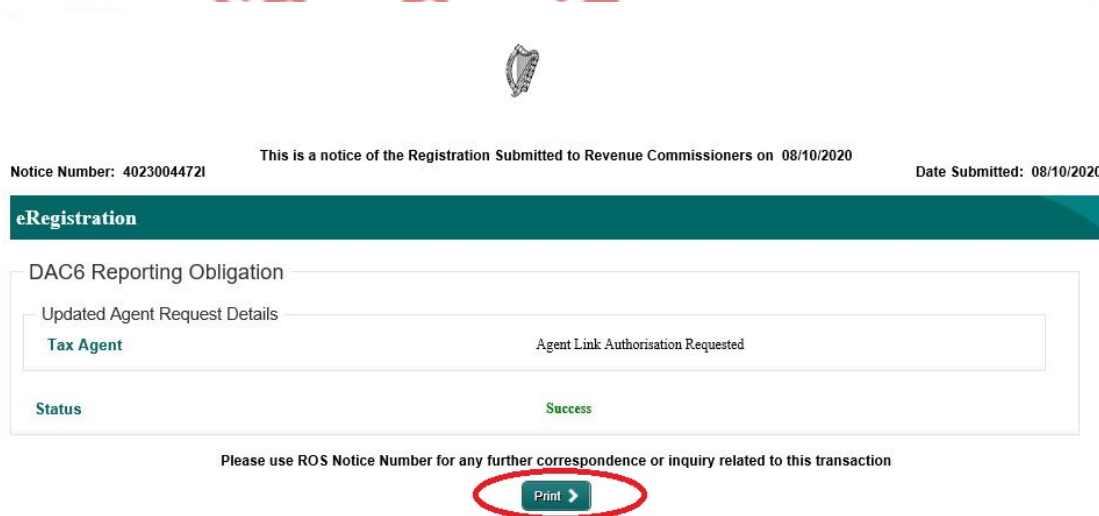 This is a notice of the Registration Submitted to Revenue Commissioners on 08/10/2020
Notice Number: 4023004472I
Date Submitted: 08/10/2020
eRegistration
DAC6 Reporting Obligation
Updated Agent Request Details
Tax Agent Agent Link Authorisation Requested
Status Success
Please use ROS Notice Number for any further correspondence or inquiry related to this transaction
Print